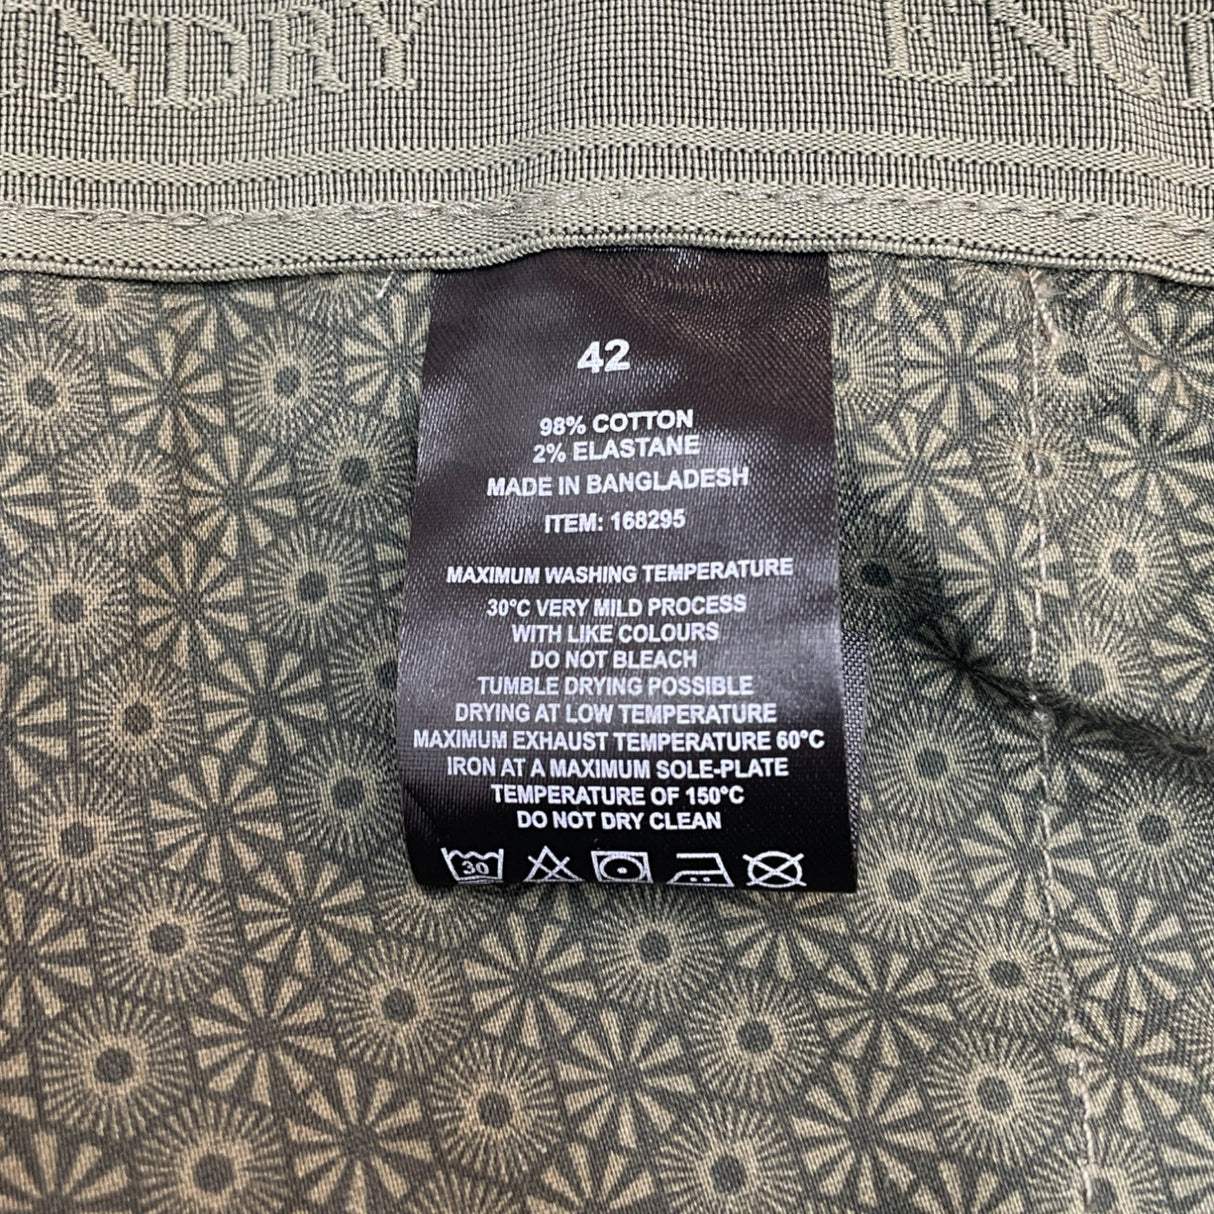 NDRY ENGL
42
98% COTTON
2% ELASTANE
MADE IN BANGLADESH
ITEM: 168295
MAXIMUM WASHING TEMPERATURE
30°C VERY MILD PROCESS
WITH LIKE COLOURS
DO NOT BLEACH
TUMBLE DRYING POSSIBLE
DRYING AT LOW TEMPERATURE
MAXIMUM EXHAUST TEMPERATURE 60°C
IRON AT A MAXIMUM SOLE-PLATE
TEMPERATURE OF 150°C
DO NOT DRY CLEAN
30